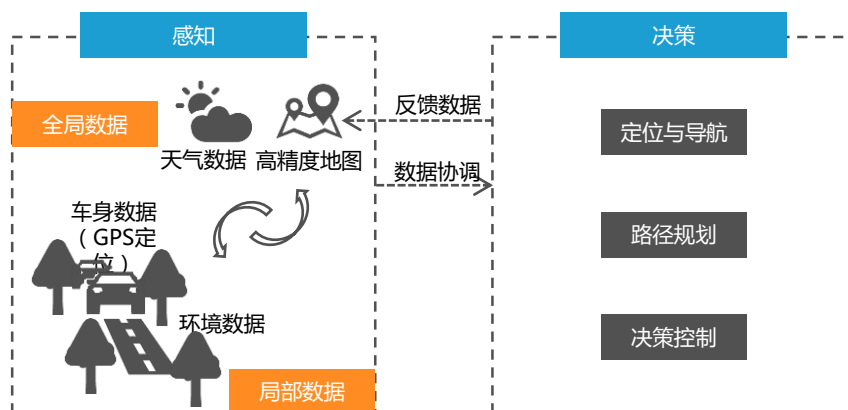 感知
决策
全局数据
天气数据
高精度地图
反馈数据
数据协调
定位与导航
车身数据
（GPS定
位）
路径规划
环境数据
决策控制
局部数据